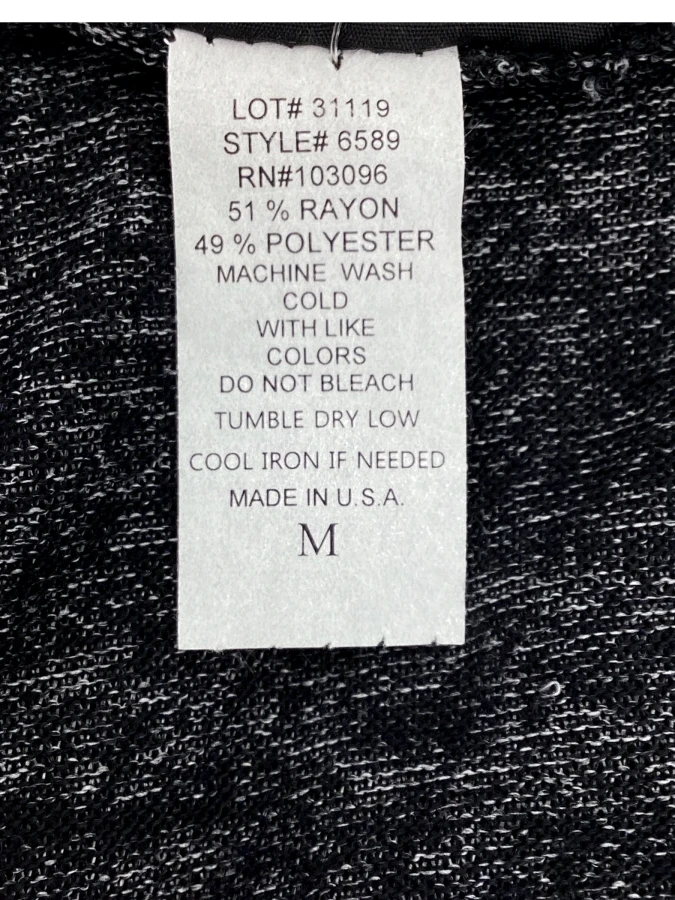 LOT# 31119
STYLE# 6589
RN#103096
51 % RAYON
49 % POLYESTER
MACHINE WASH
COLD
WITH LIKE
COLORS
DO NOT BLEACH
TUMBLE DRY LOW
COOL IRON IF NEEDED
MADE IN U.S.A.
M